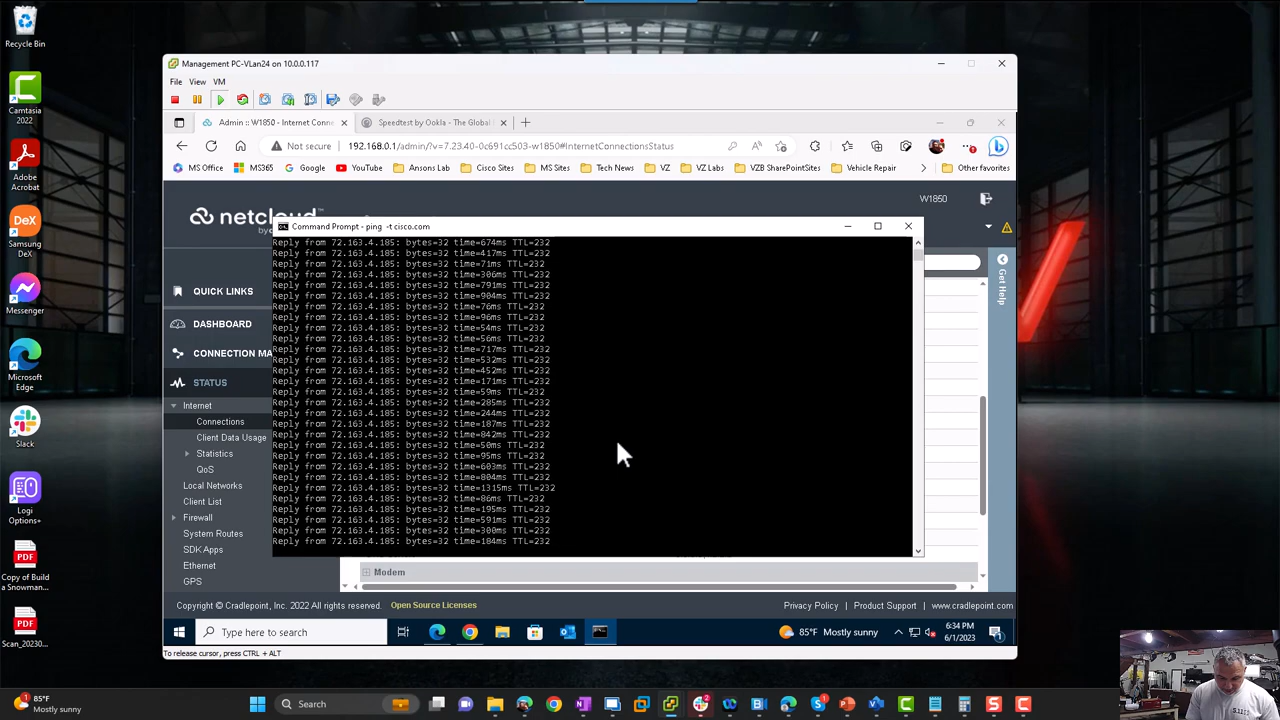 Recycle Bin
Camtasia 2022
Adobe Acrobat
Samsung DeX
DeX
Messenger
Microsoft Edge
Slack
Logi Options+
PDF
Copy of Build a Snowman...
PDF
Scan_20230...
Management PC-VLan24 on 10.0.0.117
File View VM
Admin :: W1850 - Internet Conne
Speedtest by Ookla - The Global
Not secure
192.168.0.1/admin/?v=7.23.40-0c691cc503-w1850#InternetConnectionsStatus
MS Office
MS365
Google
YouTube
Ansons Lab
Cisco Sites
MS Sites
Tech News
VZ
VZ Labs
VZB SharePointSites
Vehicle Repair
Other favorites
netcloud
W1850
QUICK LINKS
DASHBOARD
CONNECTION MA
STATUS
Internet
Connections
Client Data Usage
Statistics
QoS
Local Networks
Client List
Firewall
System Routes
SDK Apps
Ethernet
GPS
Get Help
Command Prompt - ping -t cisco.com
Reply from 72.163.4.185: bytes=32 time=674ms TTL=232
Reply from 72.163.4.185: bytes=32 time=417ms TTL=232
Reply from 72.163.4.185: bytes=32 time=71ms TTL=232
Reply from 72.163.4.185: bytes=32 time=306ms TTL=232
Reply from 72.163.4.185: bytes=32 time=791ms TTL=232
Reply from 72.163.4.185: bytes=32 time=904ms TTL=232
Reply from 72.163.4.185: bytes=32 time=76ms TTL=232
Reply from 72.163.4.185: bytes=32 time=96ms TTL=232
Reply from 72.163.4.185: bytes=32 time=54ms TTL=232
Reply from 72.163.4.185: bytes=32 time=56ms TTL=232
Reply from 72.163.4.185: bytes=32 time=717ms TTL=232
Reply from 72.163.4.185: bytes=32 time=532ms TTL=232
Reply from 72.163.4.185: bytes=32 time=452ms TTL=232
Reply from 72.163.4.185: bytes=32 time=171ms TTL=232
Reply from 72.163.4.185: bytes=32 time=59ms TTL=232
Reply from 72.163.4.185: bytes=32 time=285ms TTL=232
Reply from 72.163.4.185: bytes=32 time=244ms TTL=232
Reply from 72.163.4.185: bytes=32 time=187ms TTL=232
Reply from 72.163.4.185: bytes=32 time=842ms TTL=232
Reply from 72.163.4.185: bytes=32 time=50ms TTL=232
Reply from 72.163.4.185: bytes=32 time=95ms TTL=232
Reply from 72.163.4.185: bytes=32 time=603ms TTL=232
Reply from 72.163.4.185: bytes=32 time=804ms TTL=232
Reply from 72.163.4.185: bytes=32 time=1315ms TTL=232
Reply from 72.163.4.185: bytes=32 time=86ms TTL=232
Reply from 72.163.4.185: bytes=32 time=195ms TTL=232
Reply from 72.163.4.185: bytes=32 time=591ms TTL=232
Reply from 72.163.4.185: bytes=32 time=300ms TTL=232
Reply from 72.163.4.185: bytes=32 time=184ms TTL=232
Modem
Copyright © Cradlepoint, Inc. 2022 All rights reserved. Open Source Licenses
Privacy Policy | Product Support | www.cradlepoint.com
Type here to search
85°F Mostly sunny
6:34 PM
6/1/2023
To release cursor, press CTRL + ALT
85°F
Mostly sunny
Search